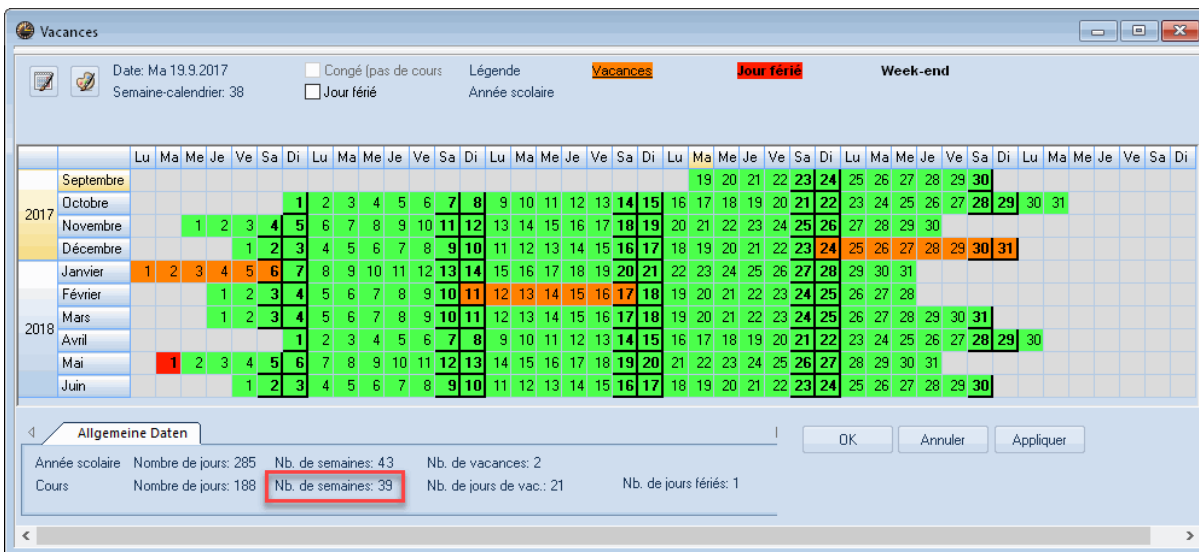 Vacances
Date: Ma 19.9.2017 Congé (pas de cours Légende Vacances Jour férié Week-end
Semaine-calendrier: 38 Jour férié Année scolaire
Lu Ma Me Je Ve Sa Di Lu Ma Me Je Ve Sa Di Lu Ma Me Je Ve Sa Di Lu Ma Me Je Ve Sa Di Lu Ma Me Je Ve Sa Di Lu Ma Me Je Ve Sa Di
2017
Septembre 19 20 21 22 23 24 25 26 27 28 29 30
Octobre 1 2 3 4 5 6 7 8 9 10 11 12 13 14 15 16 17 18 19 20 21 22 23 24 25 26 27 28 29 30 31
Novembre 1 2 3 4 5 6 7 8 9 10 11 12 13 14 15 16 17 18 19 20 21 22 23 24 25 26 27 28 29 30
Décembre 1 2 3 4 5 6 7 8 9 10 11 12 13 14 15 16 17 18 19 20 21 22 23 24 25 26 27 28 29 30 31
2018
Janvier 1 2 3 4 5 6 7 8 9 10 11 12 13 14 15 16 17 18 19 20 21 22 23 24 25 26 27 28 29 30 31
Février 1 2 3 4 5 6 7 8 9 10 11 12 13 14 15 16 17 18 19 20 21 22 23 24 25 26 27 28
Mars 1 2 3 4 5 6 7 8 9 10 11 12 13 14 15 16 17 18 19 20 21 22 23 24 25 26 27 28 29 30 31
Avril 1 2 3 4 5 6 7 8 9 10 11 12 13 14 15 16 17 18 19 20 21 22 23 24 25 26 27 28 29 30
Mai 1 2 3 4 5 6 7 8 9 10 11 12 13 14 15 16 17 18 19 20 21 22 23 24 25 26 27 28 29 30 31
Juin 1 2 3 4 5 6 7 8 9 10 11 12 13 14 15 16 17 18 19 20 21 22 23 24 25 26 27 28 29 30
Allgemeine Daten OK Annuler Appliquer
Année scolaire Nombre de jours: 285 Nb. de semaines: 43 Nb. de vacances: 2
Cours Nombre de jours: 188 Nb. de semaines: 39 Nb. de jours de vac.: 21 Nb. de jours fériés: 1